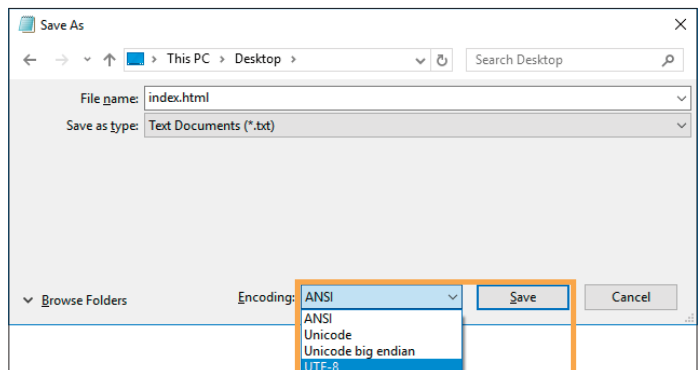 Save As
This PC > Desktop >
Search Desktop
File name: index.html
Save as type: Text Documents (*.txt)
Browse Folders
Encoding: ANSI
Save
Cancel
ANSI
Unicode
Unicode big endian
UTF-8